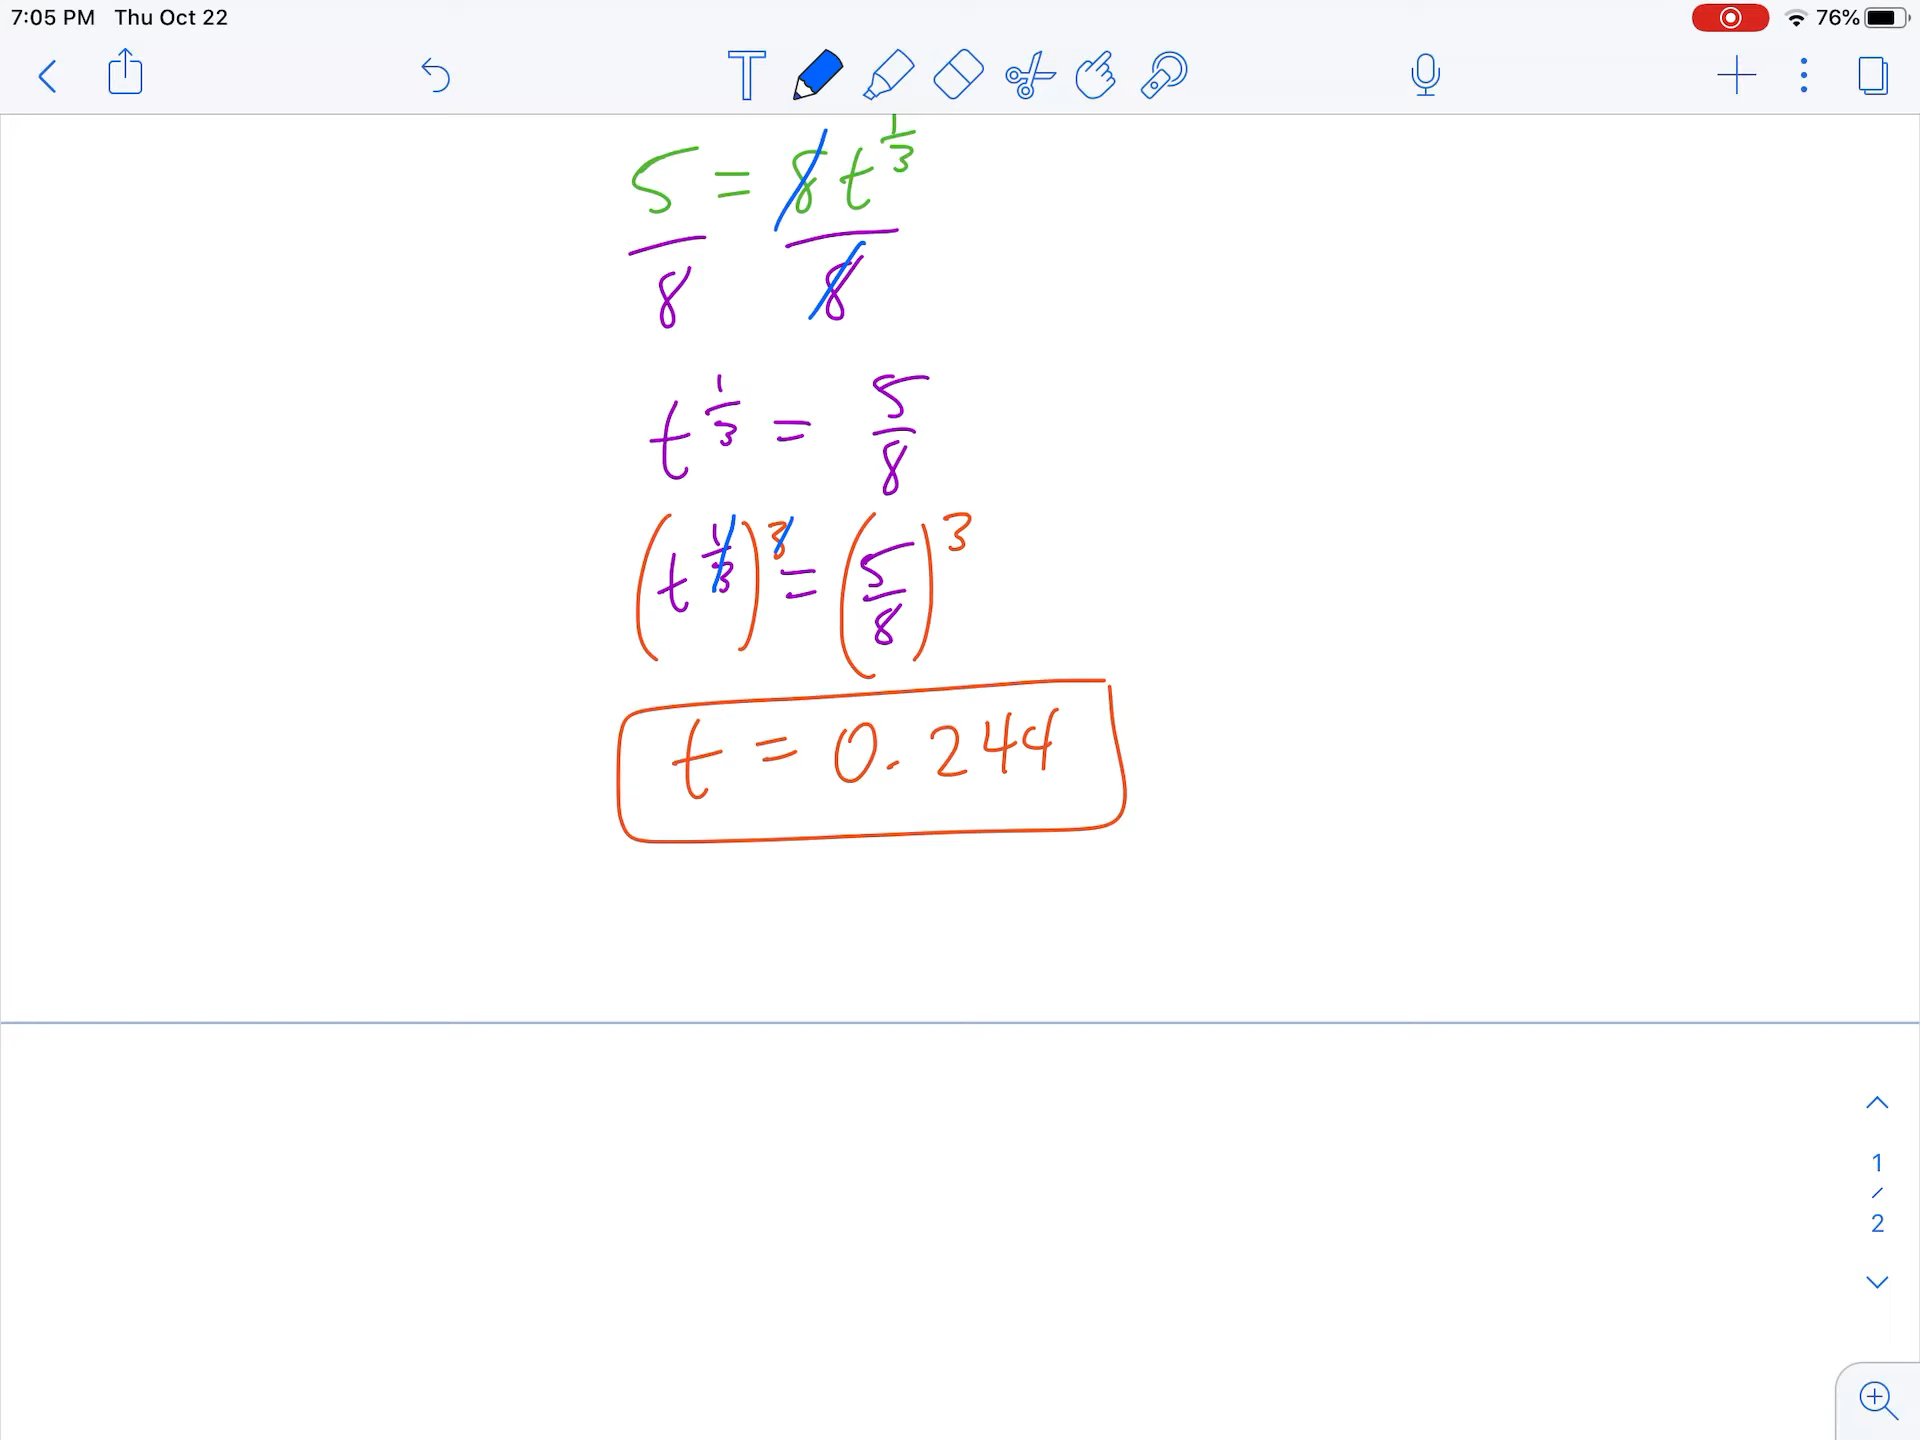 7:05 PM Thu Oct 22 76%
T
5 = 8 t^{1/3}
8 8
t^{1/3} = 5/8
(t^{1/3})^3 = (5/8)^3
t = 0.244
1
/
2